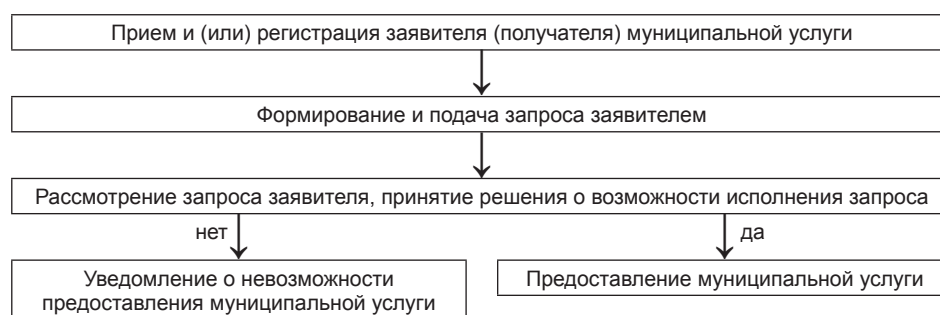 Прием и (или) регистрация заявителя (получателя) муниципальной услуги
Формирование и подача запроса заявителем
Рассмотрение запроса заявителя, принятие решения о возможности исполнения запроса
нет
да
Уведомление о невозможности
предоставления муниципальной услуги
Предоставление муниципальной услуги